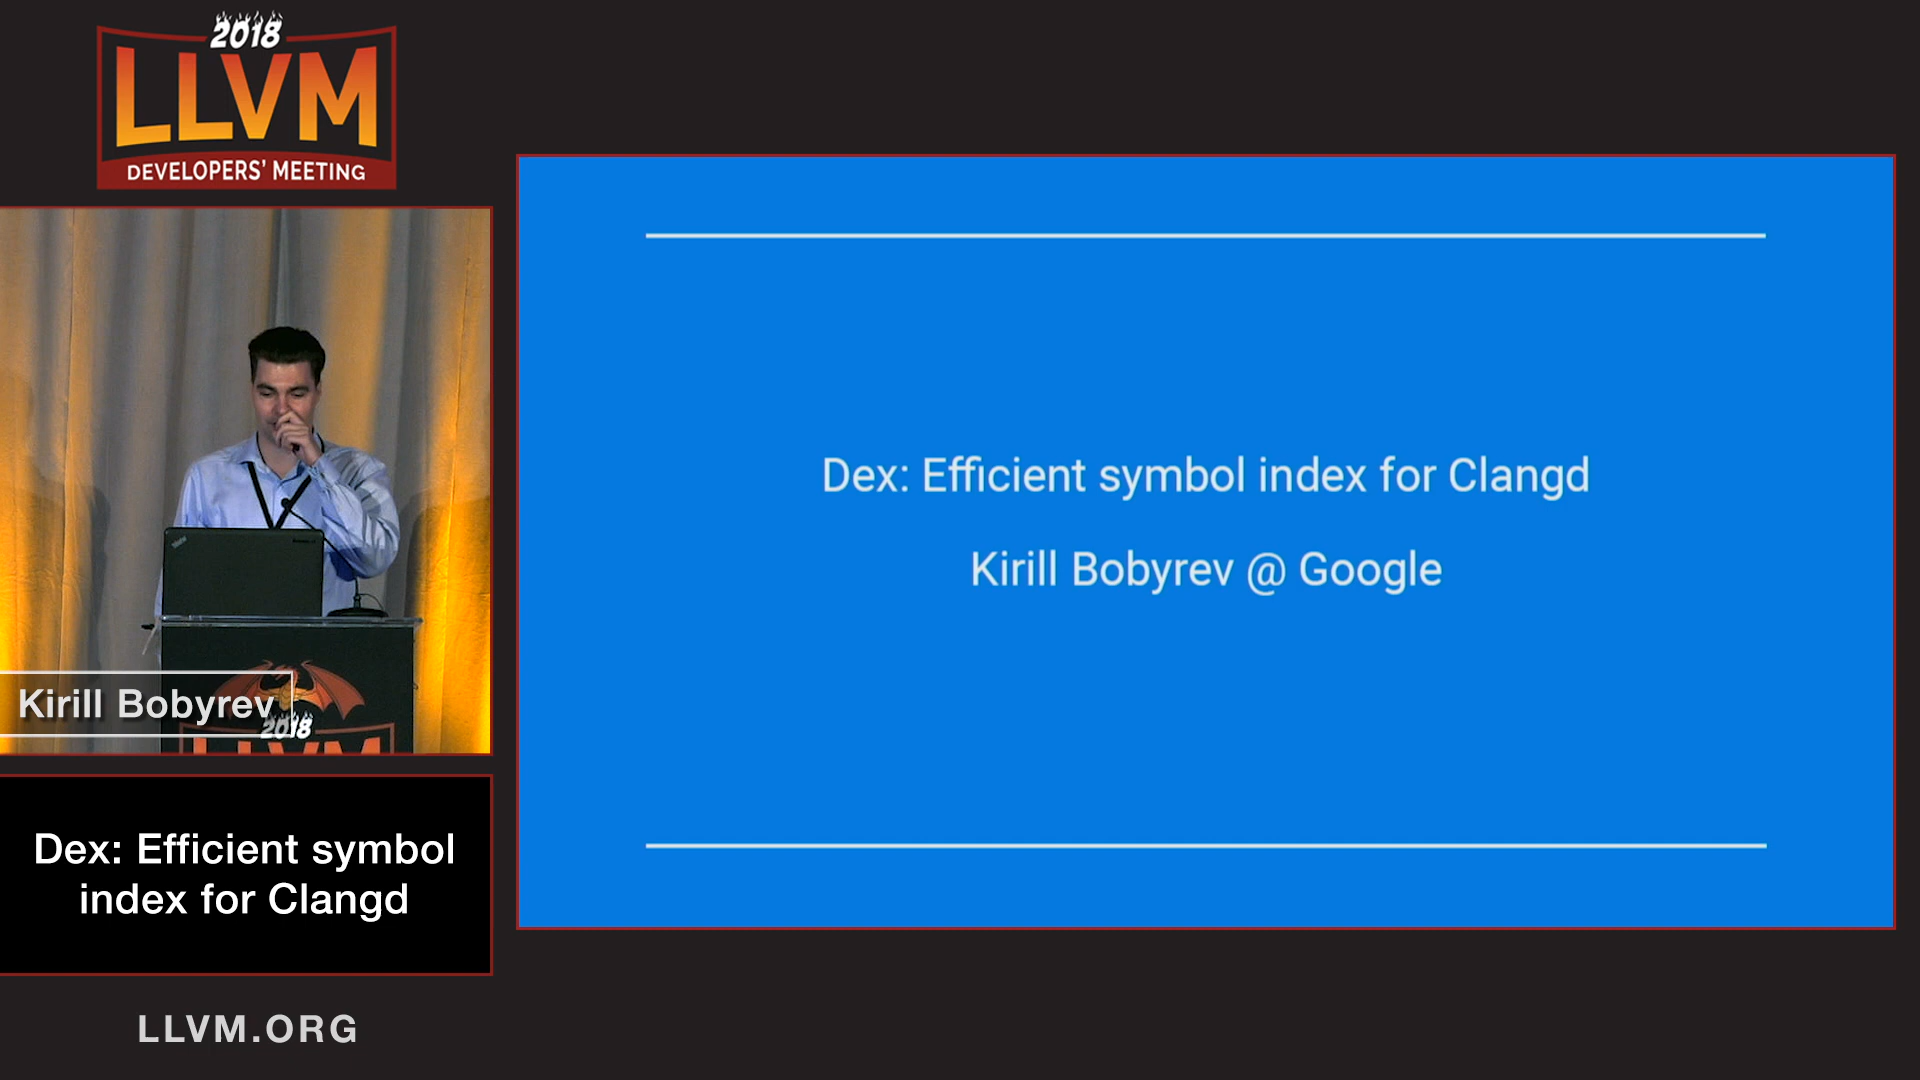 2018
LLVM
DEVELOPERS' MEETING
Kirill Bobyrev
2018
LLVM
Dex: Efficient symbol
index for Clangd
LLVM.ORG
Dex: Efficient symbol index for Clangd
Kirill Bobyrev @ Google